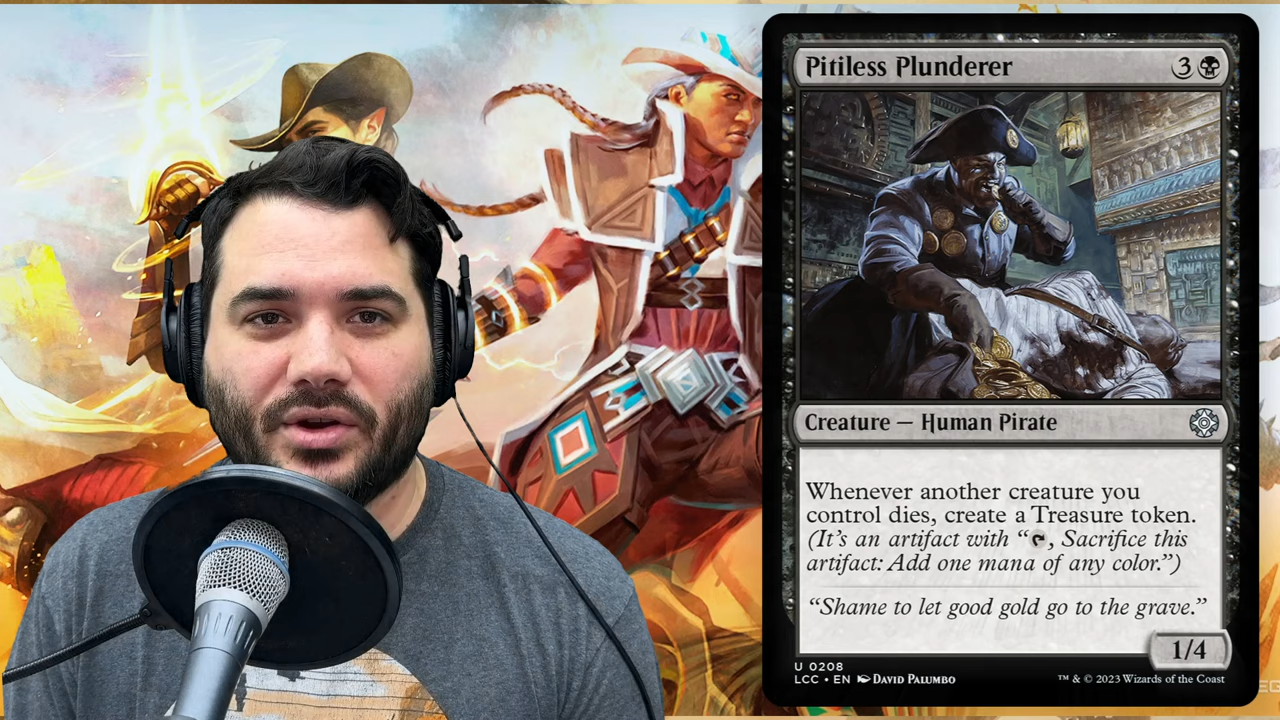 Pitiless Plunderer 3
Creature — Human Pirate
Whenever another creature you
control dies, create a Treasure token.
(It's an artifact with “, Sacrifice this
artifact: Add one mana of any color.”)
“Shame to let good gold go to the grave.”
1/4
U 0208
LCC • EN DAVID PALUMBO
™ & © 2023 Wizards of the Coast